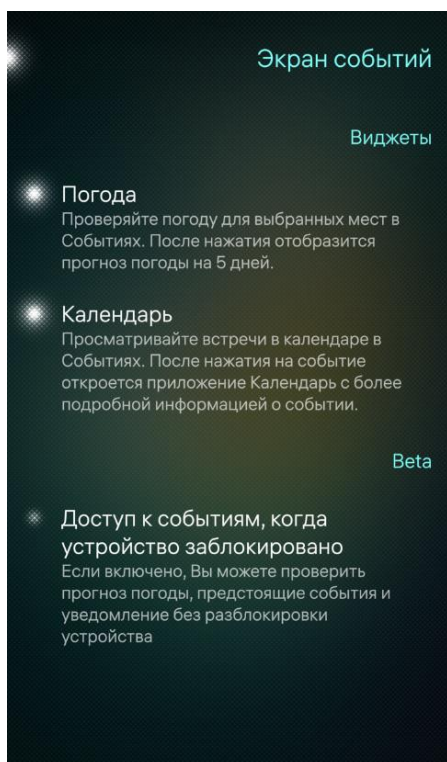 Экран событий
Виджеты
Погода
Проверяйте погоду для выбранных мест в
Событиях. После нажатия отобразится
прогноз погоды на 5 дней.
Календарь
Просматривайте встречи в календаре в
Событиях. После нажатия на событие
откроется приложение Календарь с более
подробной информацией о событии.
Beta
Доступ к событиям, когда
устройство заблокировано
Если включено, Вы можете проверить
прогноз погоды, предстоящие события и
уведомление без разблокировки
устройства